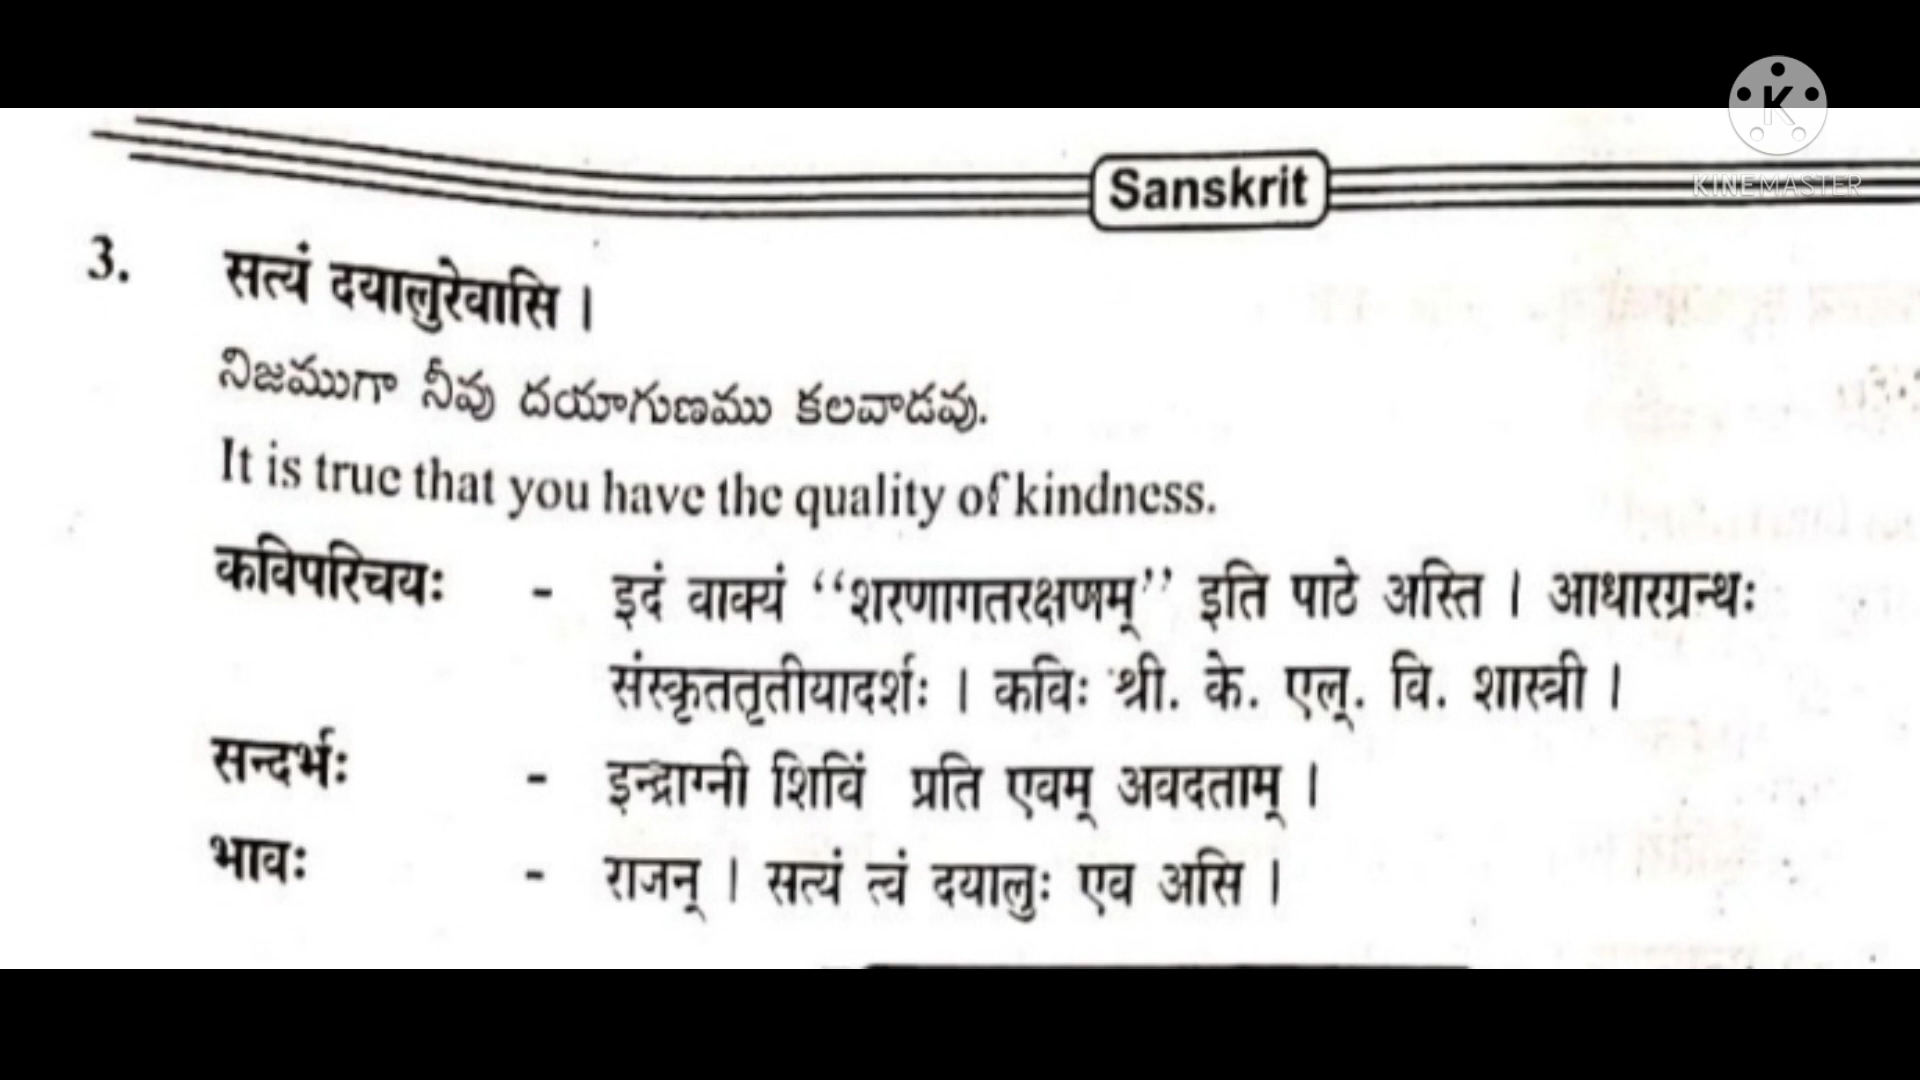 K
KINEMASTER
Sanskrit
3. सत्यं दयालुरेवासि ।
నిజముగా నీవు దయాగుణము కలవాడవు.
It is true that you have the quality of kindness.
कविपरिचयः - इदं वाक्यं ‘‘शरणागतरक्षणम्’’ इति पाठे अस्ति । आधारग्रन्थः
संस्कृततृतीयादर्शः । कविः श्री. के. एल्. वि. शास्त्री ।
सन्दर्भः - इन्द्राग्नी शिविं प्रति एवम् अवदताम् ।
भावः - राजन् । सत्यं त्वं दयालुः एव असि ।